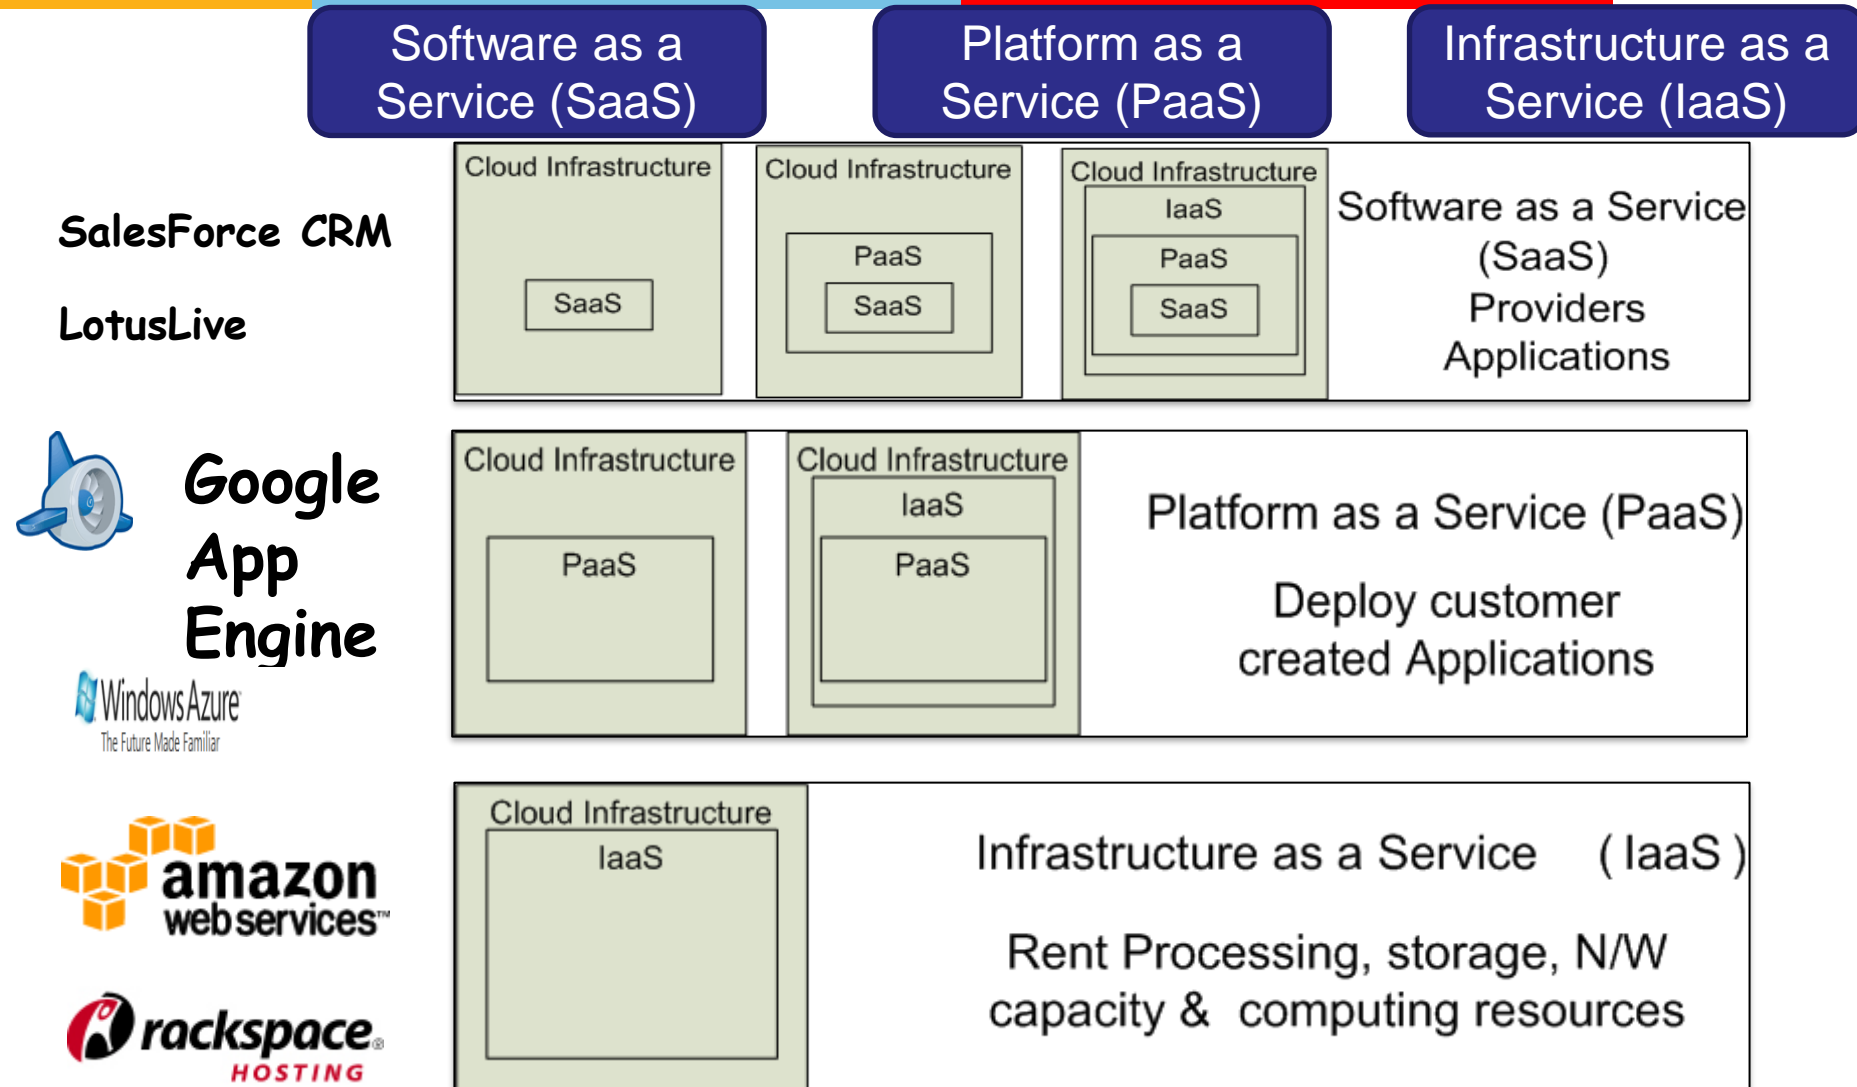 Software as a
Service (SaaS)
Platform as a
Service (PaaS)
Infrastructure as a
Service (IaaS)
SalesForce CRM
LotusLive
Cloud Infrastructure
SaaS
Cloud Infrastructure
PaaS
SaaS
Cloud Infrastructure
IaaS
PaaS
SaaS
Software as a Service
(SaaS)
Providers
Applications
Google
App
Engine
Windows Azure
The Future Made Familiar
Cloud Infrastructure
PaaS
Cloud Infrastructure
IaaS
PaaS
Platform as a Service (PaaS)
Deploy customer
created Applications
amazon
web services™
rackspace®
HOSTING
Cloud Infrastructure
IaaS
Infrastructure as a Service ( IaaS )
Rent Processing, storage, N/W
capacity & computing resources